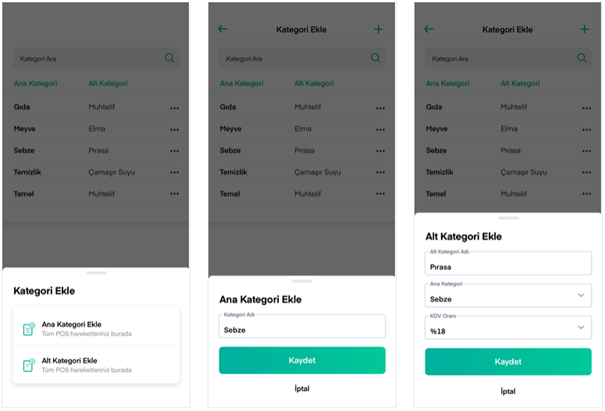 Kategori Ara
Ana Kategori Alt Kategori
Gıda Muhtelif
Meyve Elma
Sebze Pırasa
Temizlik Çamaşır Suyu
Temel Muhtelif
Kategori Ekle
Ana Kategori Ekle
Tüm POS hareketleriniz burada
Alt Kategori Ekle
Tüm POS hareketleriniz burada
Kategori Ekle
Kategori Ara
Ana Kategori Alt Kategori
Gıda Muhtelif
Meyve Elma
Sebze Pırasa
Temizlik Çamaşır Suyu
Temel Muhtelif
Ana Kategori Ekle
Kategori Adı
Sebze
Kaydet
İptal
Kategori Ekle
Kategori Ara
Ana Kategori Alt Kategori
Gıda Muhtelif
Meyve Elma
Sebze Pırasa
Temizlik Çamaşır Suyu
Temel Muhtelif
Alt Kategori Ekle
Alt Kategori Adı
Pırasa
Ana Kategori
Sebze
KDV Oranı
%18
Kaydet
İptal